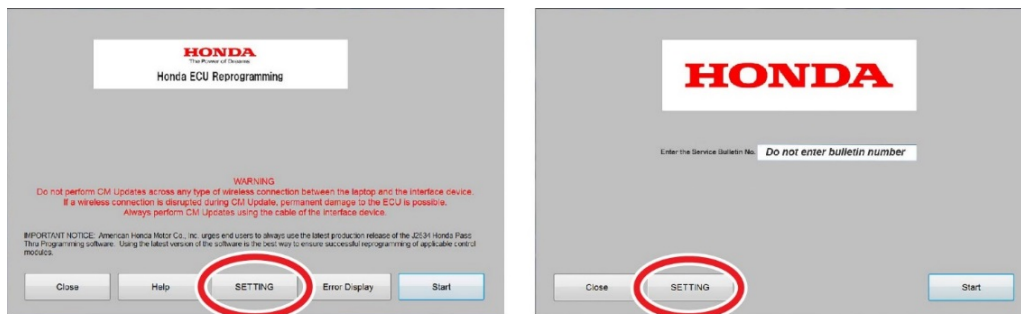 HONDA
The Power of Dreams
Honda ECU Reprogramming
WARNING
Do not perform CM Updates across any type of wireless connection between the laptop and the interface device.
If a wireless connection is disrupted during CM Update, permanent damage to the ECU is possible.
Always perform CM Updates using the cable of the interface device.
IMPORTANT NOTICE: American Honda Motor Co., Inc. urges end users to always use the latest production release of the J2534 Honda Pass
Thru Programming software. Using the latest version of the software is the best way to ensure successful reprogramming of applicable control
modules.
Close Help SETTING Error Display Start
HONDA
Enter the Service Bulletin No. Do not enter bulletin number
Close SETTING Start